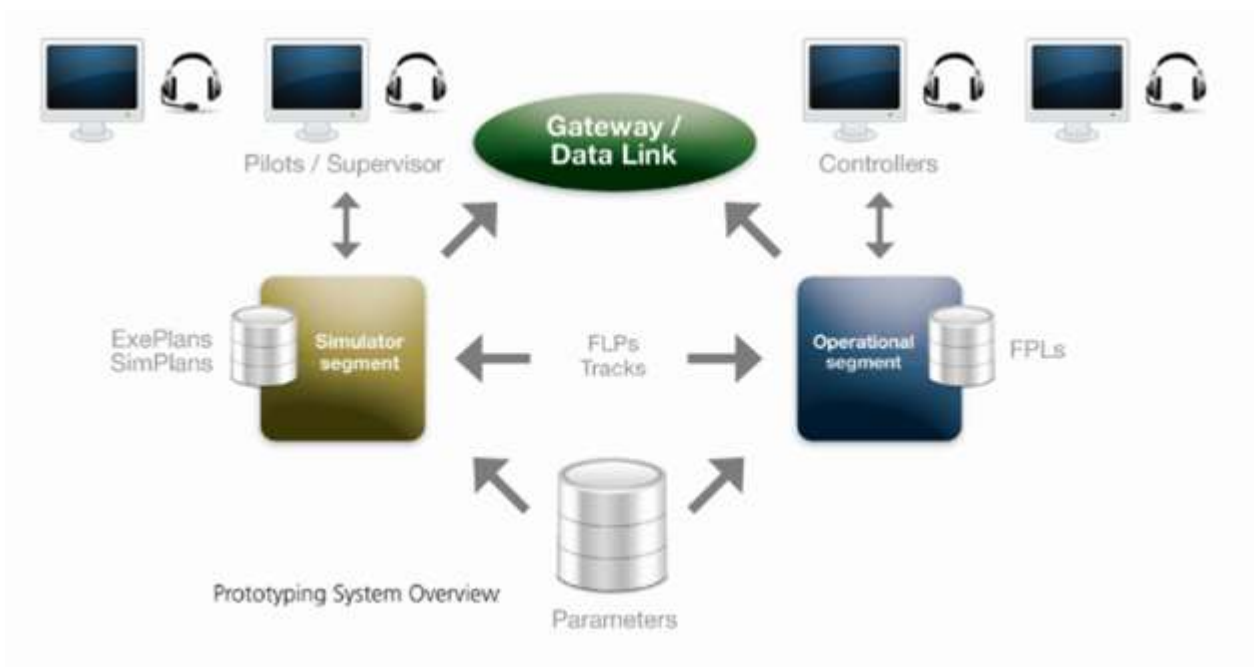 Gateway /
Data Link
Pilots / Supervisor
Controllers
ExePlans
SimPlans
Simulator
segment
FLPs
Tracks
Operational
segment
FPLs
Prototyping System Overview
Parameters